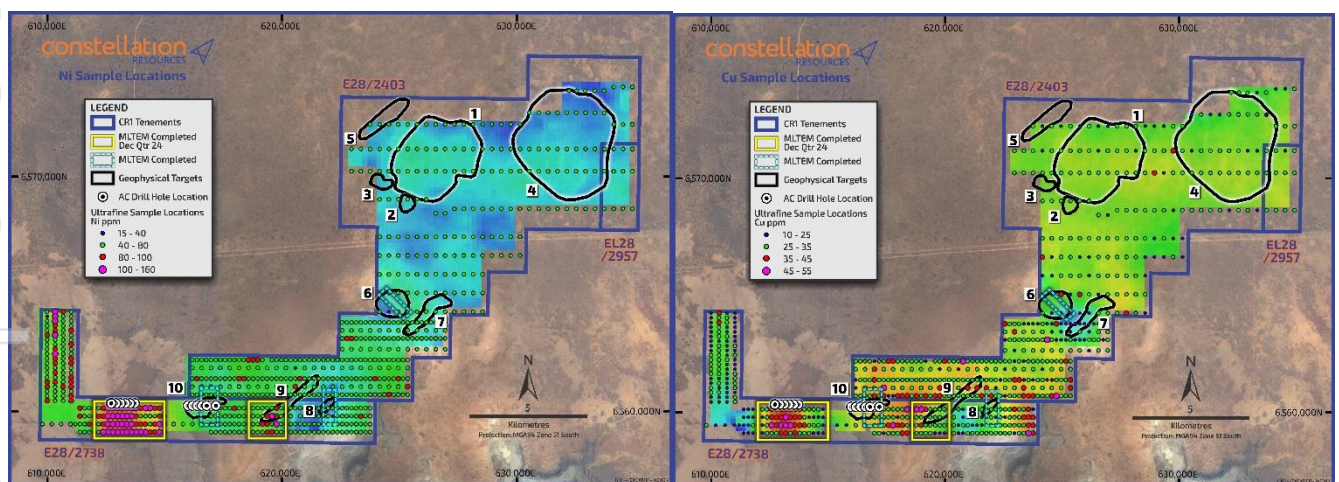 610,000E
620,000E
630,000E
constellation
RESOURCES
Ni Sample Locations
E28/2403
LEGEND
CR1 Tenements
MLTEM Completed
Dec Qtr 24
MLTEM Completed
Geophysical Targets
AC Drill Hole Location
Ultrafine Sample Locations
Ni ppm
15 - 40
40 - 80
80 - 100
100 - 160
6,570,000N
1
5
3
2
4
EL28
/2957
6
7
N
10
9
8
5
Kilometres
Projection: MGA94 Zone 51 South
6,560,000N
E28/2738
610,000E
620,000E
630,000E
610,000E
620,000E
630,000E
constellation
RESOURCES
Cu Sample Locations
E28/2403
LEGEND
CR1 Tenements
MLTEM Completed
Dec Qtr 24
MLTEM Completed
Geophysical Targets
AC Drill Hole Location
Ultrafine Sample Locations
Cu ppm
10 - 25
25 - 35
35 - 45
45 - 55
6,570,000N
1
5
3
2
4
EL28
/2957
6
7
N
10
9
8
5
Kilometres
Projection: MGA94 Zone 51 South
6,560,000N
E28/2738
610,000E
620,000E
630,000E